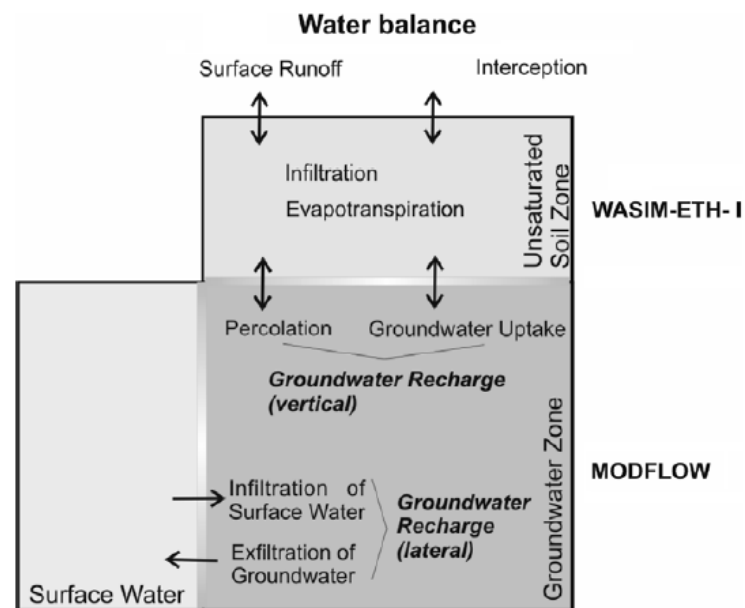 Water balance
Surface Runoff
Interception
Infiltration
Evapotranspiration
Unsaturated
Soil Zone
WASIM-ETH- I
Percolation
Groundwater Uptake
Groundwater Recharge
(vertical)
Groundwater Zone
MODFLOW
Infiltration of
Surface Water
Groundwater
Recharge
(lateral)
Exfiltration of
Groundwater
Surface Water